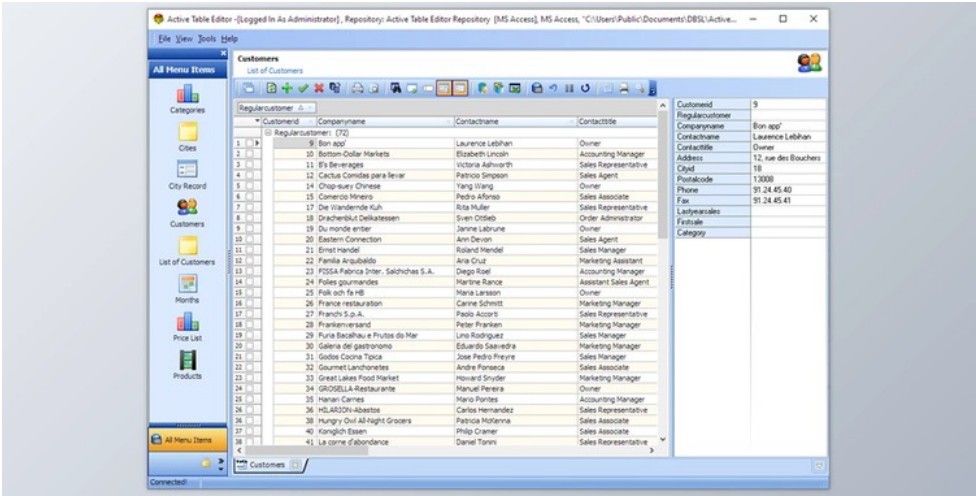 Active Table Editor -[Logged In As Administrator] , Repository: Active Table Editor Repository [MS Access], MS Access, "C:\Users\Public\Documents\DBSL\Active...
File View Tools Help
All Menu Items
Categories
Cities
City Record
Customers
List of Customers
Months
Price List
Products
All Menu Items
Connected!
Customers
List of Customers
Regularcustomer
Customerid Companyname Contactname Contacttitle
Regularcustomer: (72)
1 9 Bon app' Laurence Lebihan Owner
2 10 Bottom-Dollar Markets Elizabeth Lincoln Accounting Manager
3 11 B's Beverages Victoria Ashworth Sales Representative
4 12 Cactus Comidas para llevar Patricio Simpson Sales Agent
5 14 Chop-suey Chinese Yang Wang Owner
6 15 Comercio Mineiro Pedro Afonso Sales Associate
7 17 Die Wandernde Kuh Rita Muller Sales Representative
8 18 Drachenblut Delikatessen Sven Ottlieb Order Administrator
9 19 Du monde entier Janine Labrune Owner
10 20 Eastern Connection Ann Devon Sales Agent
11 21 Ernst Handel Roland Mendel Sales Manager
12 22 Familia Arquibaldo Aria Cruz Marketing Assistant
13 23 FISSA Fabrica Inter. Salchichas S.A. Diego Roel Accounting Manager
14 24 Folies gourmandes Martine Rance Assistant Sales Agent
15 25 Folk och fa HB Maria Larsson Owner
16 26 France restauration Carine Schmitt Marketing Manager
17 27 Franchi S.p.A. Paolo Accorti Sales Representative
18 28 Frankenversand Peter Franken Marketing Manager
19 29 Furia Bacalhau e Frutos do Mar Lino Rodriguez Sales Manager
20 30 Galeria del gastronomo Eduardo Saavedra Marketing Manager
21 31 Godos Cocina Tipica Jose Pedro Freyre Sales Manager
22 32 Gourmet Lanchonetes Andre Fonseca Sales Associate
23 33 Great Lakes Food Market Howard Snyder Marketing Manager
24 34 GROSELLA-Restaurante Manuel Pereira Owner
25 35 Hanari Carnes Mario Pontes Accounting Manager
26 36 HILARION-Abastos Carlos Hernandez Sales Representative
38 Hungry Owl All-Night Grocers Patricia McKenna Sales Associate
40 Koniglich Essen Philip Cramer Sales Associate
41 La corne d'abondance Daniel Tonini Sales Representative
Customers
Customerid 9
Regularcustomer
Companyname Bon app'
Contactname Laurence Lebihan
Contacttitle Owner
Address 12, rue des Bouchers
Cityid 18
Postalcode 13008
Phone 91.24.45.40
Fax 91.24.45.41
Lastyearsales
Firstsale
Category